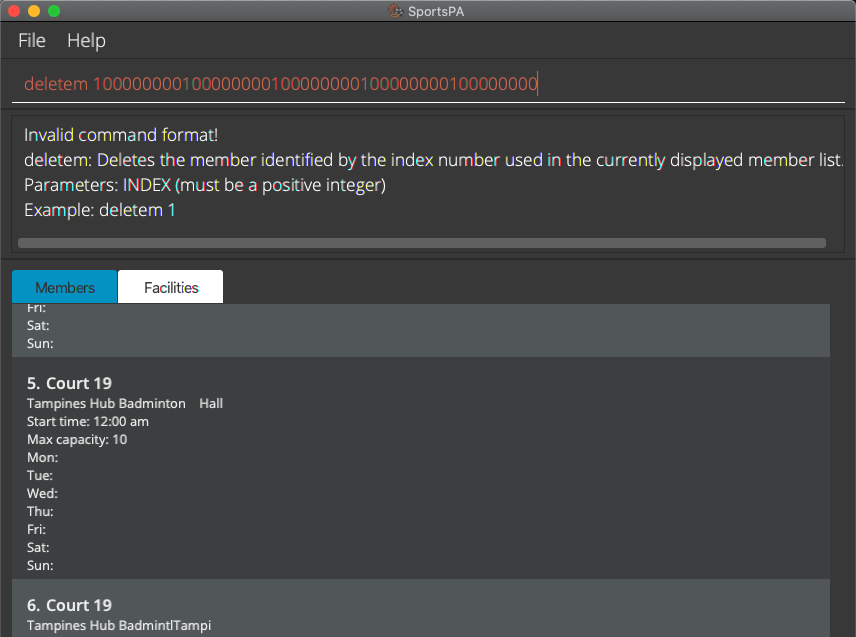 SportsPA
File Help
deletem 10000000010000000010000000010000000010000000​0
Invalid command format!
deletem: Deletes the member identified by the index number used in the currently displayed member list.
Parameters: INDEX (must be a positive integer)
Example: deletem 1
Members Facilities
Fri:
Sat:
Sun:
5. Court 19
Tampines Hub Badminton Hall
Start time: 12:00 am
Max capacity: 10
Mon:
Tue:
Wed:
Thu:
Fri:
Sat:
Sun:
6. Court 19
Tampines Hub BadmintlTampi